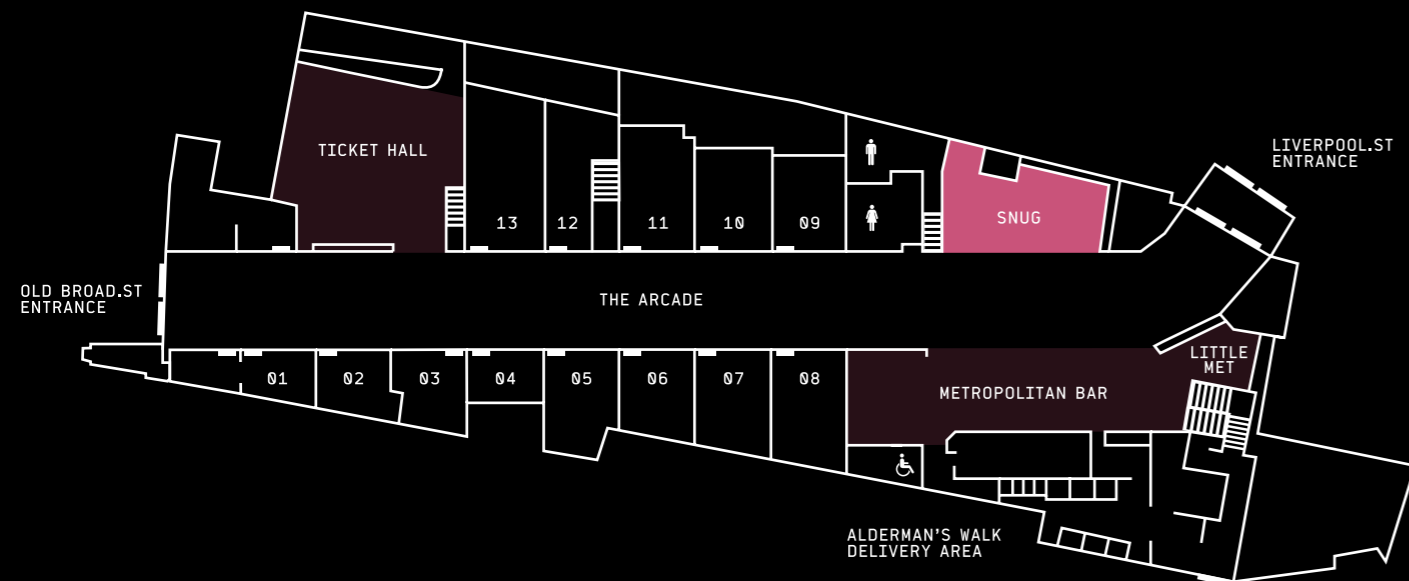 LIVERPOOL.ST
ENTRANCE
TICKET HALL
SNUG
13
12
11
10
09
OLD BROAD.ST
ENTRANCE
THE ARCADE
LITTLE
MET
01
02
03
04
05
06
07
08
METROPOLITAN BAR
ALDERMAN'S WALK
DELIVERY AREA